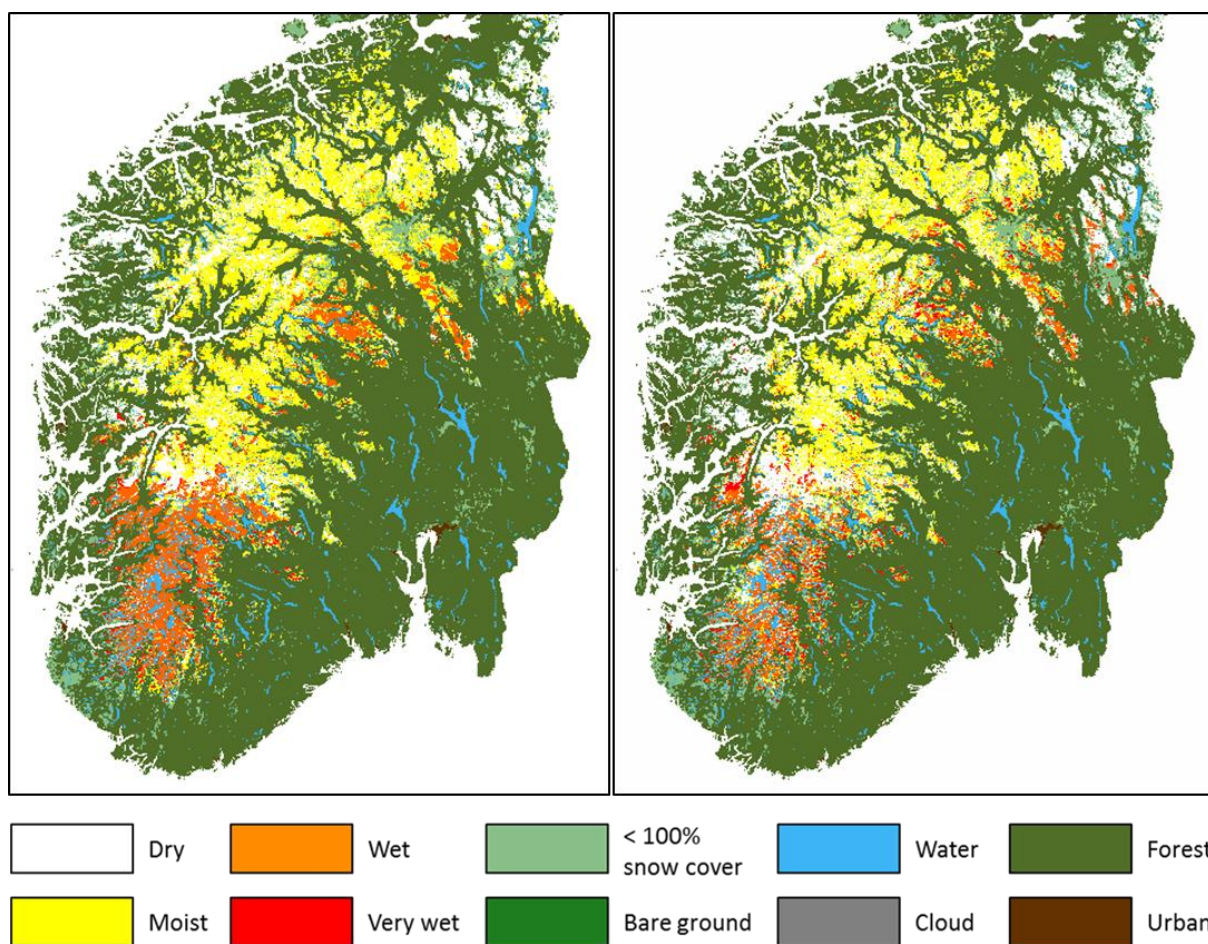 Dry
Wet
< 100%
snow cover
Water
Forest
Moist
Very wet
Bare ground
Cloud
Urban